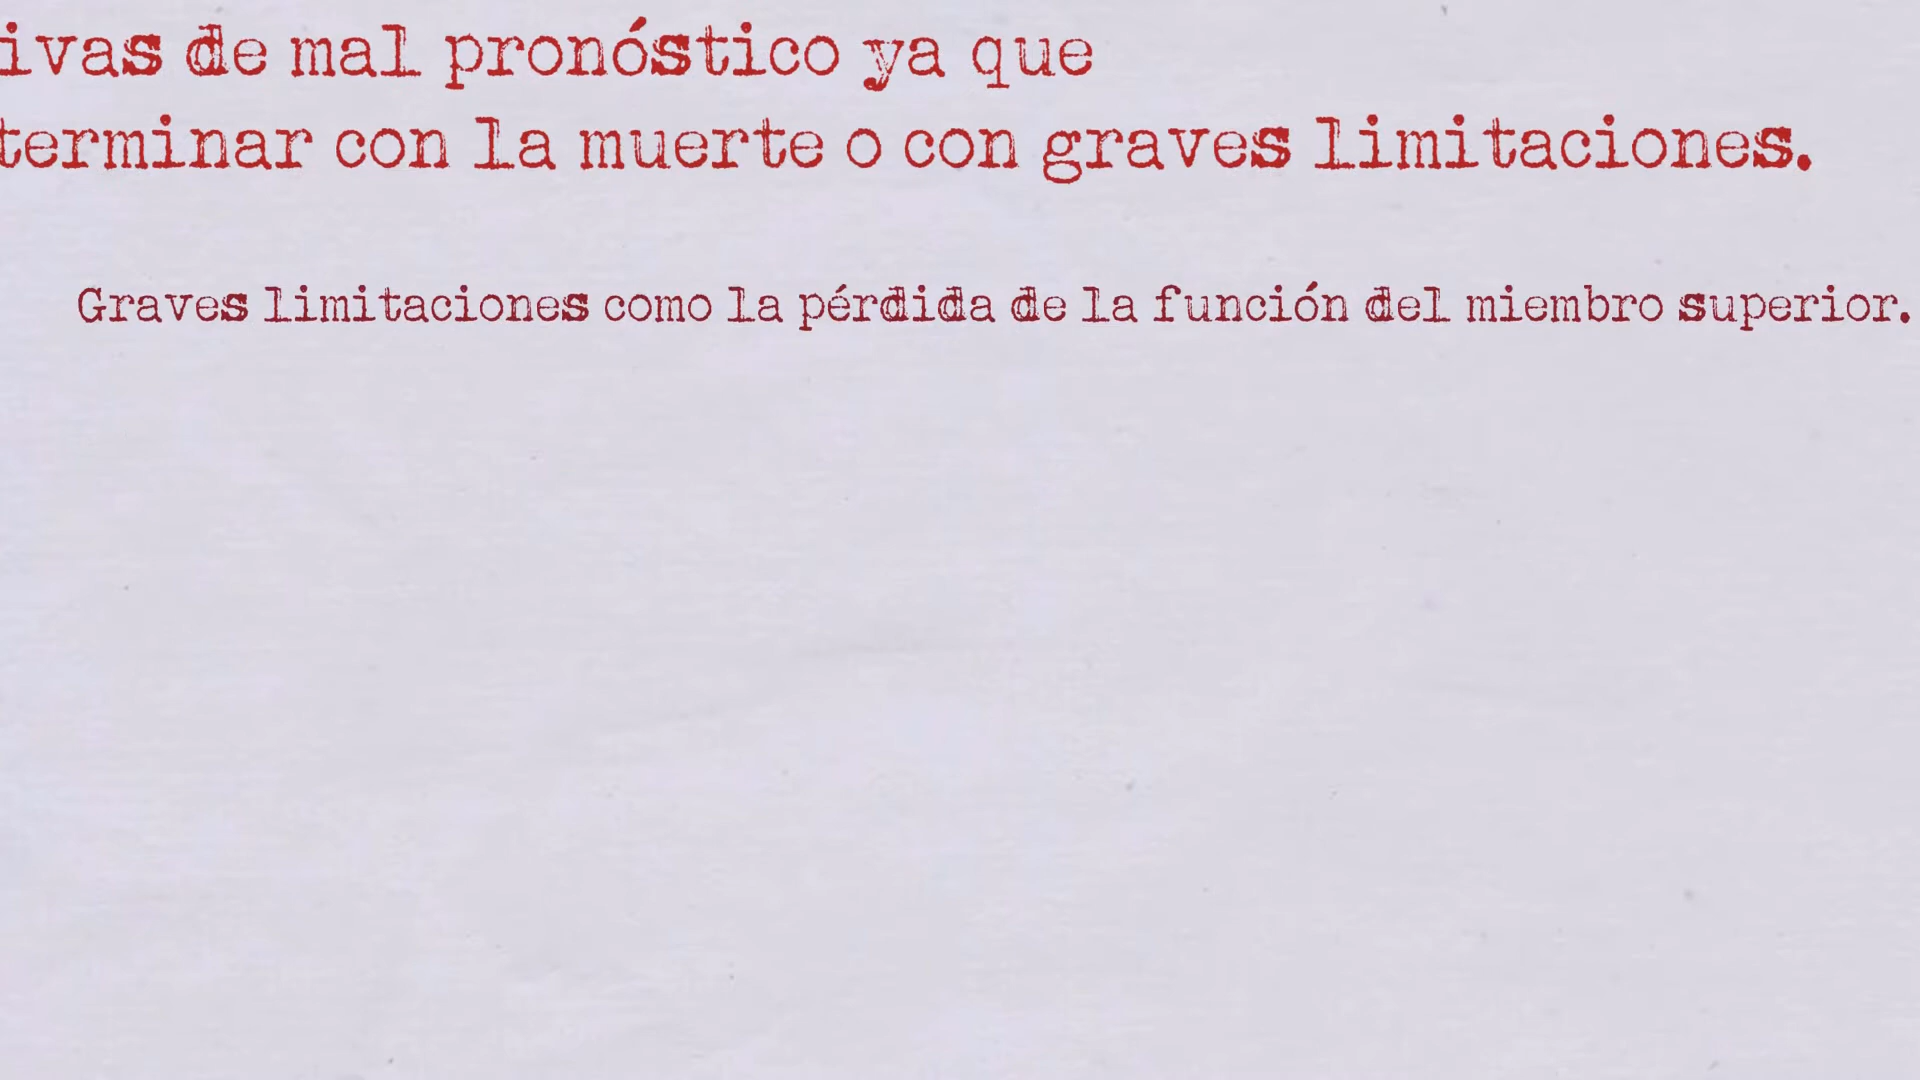 ivas de mal pronóstico ya que
terminar con la muerte o con graves limitaciones.
Graves limitaciones como la pérdida de la función del miembro superior.